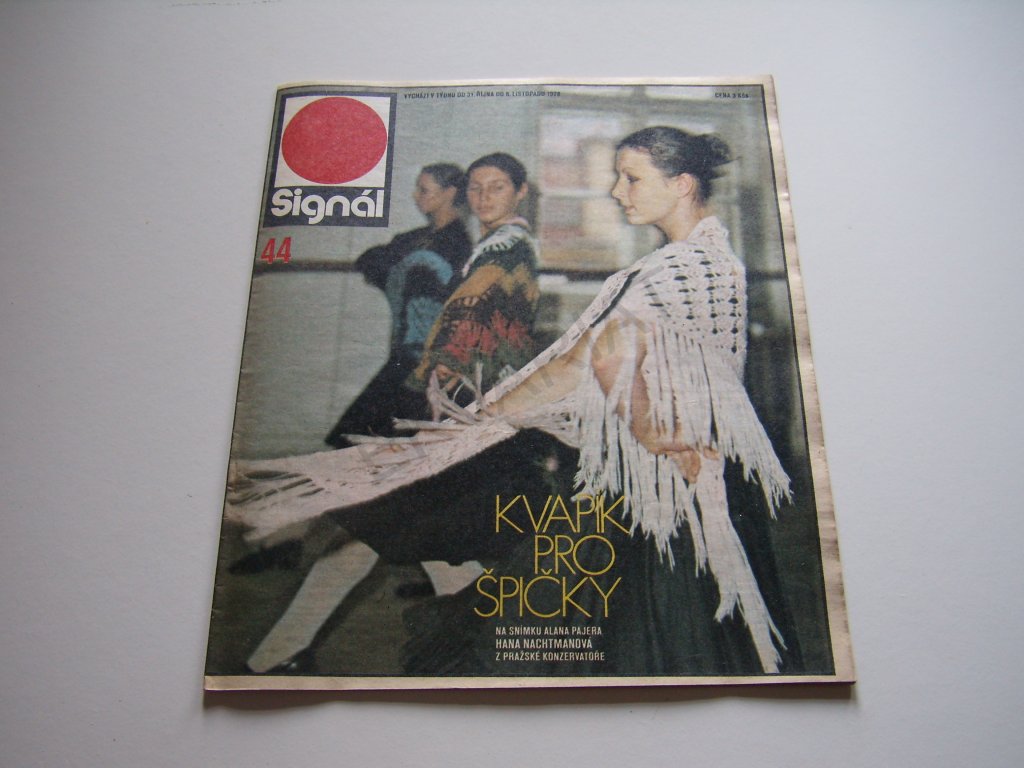 VYCHÁZÍ V TÝDNU OD 31. ŘÍJNA DO 6. LISTOPADU 1978
CENA 3 Kčs
Signál
44
KVAPÍK
PRO
ŠPIČKY
NA SNÍMKU ALANA PAJERA
HANA NACHTMANOVÁ
Z PRAŽSKÉ KONZERVATOŘE